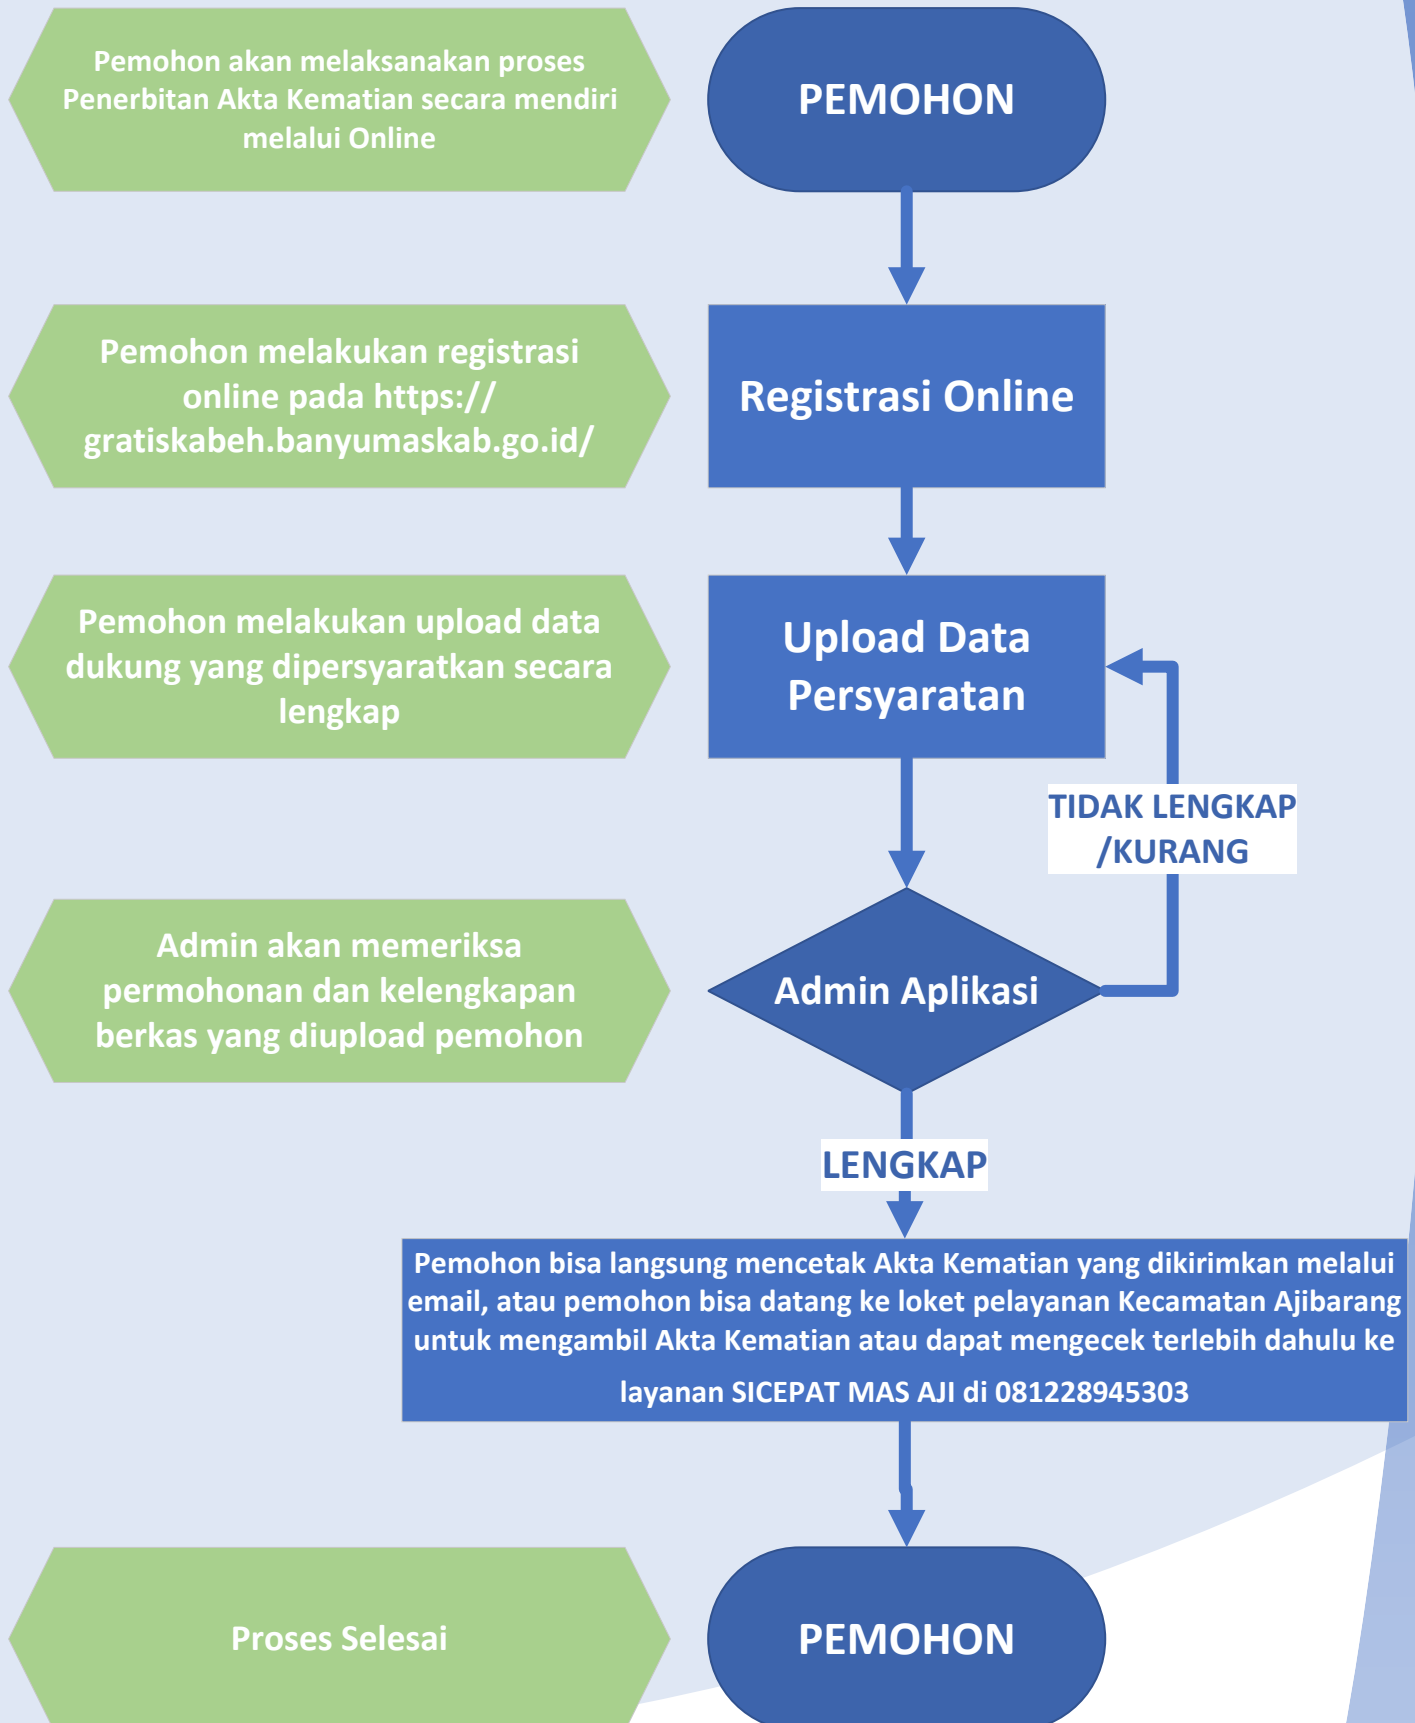 Pemohon akan melaksanakan proses
Penerbitan Akta Kematian secara mendiri
melalui Online
PEMOHON
Pemohon melakukan registrasi
online pada https://
gratiskabeh.banyumaskab.go.id/
Registrasi Online
Pemohon melakukan upload data
dukung yang dipersyaratkan secara
lengkap
Upload Data
Persyaratan
TIDAK LENGKAP
/KURANG
Admin akan memeriksa
permohonan dan kelengkapan
berkas yang diupload pemohon
Admin Aplikasi
LENGKAP
Pemohon bisa langsung mencetak Akta Kematian yang dikirimkan melalui
email, atau pemohon bisa datang ke loket pelayanan Kecamatan Ajibarang
untuk mengambil Akta Kematian atau dapat mengecek terlebih dahulu ke
layanan SICEPAT MAS AJI di 081228945303
Proses Selesai
PEMOHON